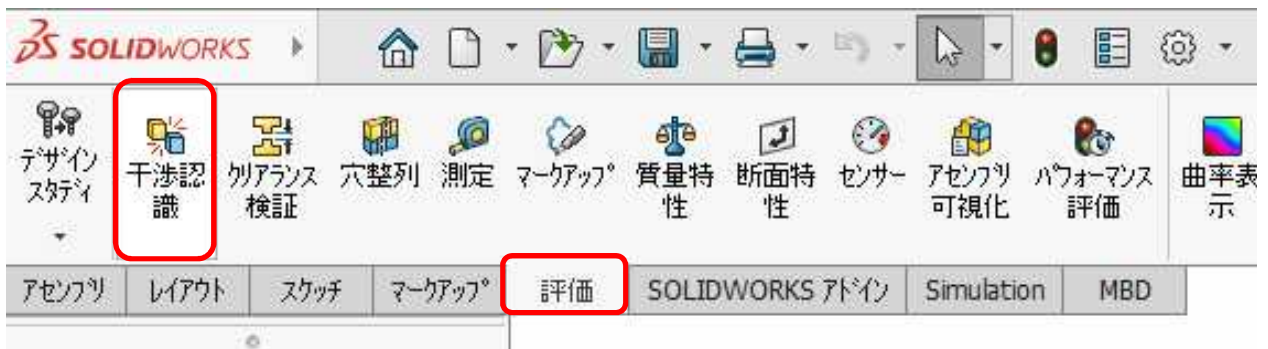 SOLIDWORKS
ﾃﾞｻﾞｲﾝ
ｽﾀﾃﾞｨ
干渉認
識
ｸﾘｱﾗﾝｽ
検証
穴整列
測定
ﾏｰｸｱｯﾌﾟ
質量特
性
断面特
性
ｾﾝｻｰ
ｱｾﾝﾌﾞﾘ
可視化
ﾊﾟﾌｫｰﾏﾝｽ
評価
曲率表
示
ｱｾﾝﾌﾞﾘ
ﾚｲｱｳﾄ
ｽｹｯﾁ
ﾏｰｸｱｯﾌﾟ
評価
SOLIDWORKS ｱﾄﾞｲﾝ
Simulation
MBD